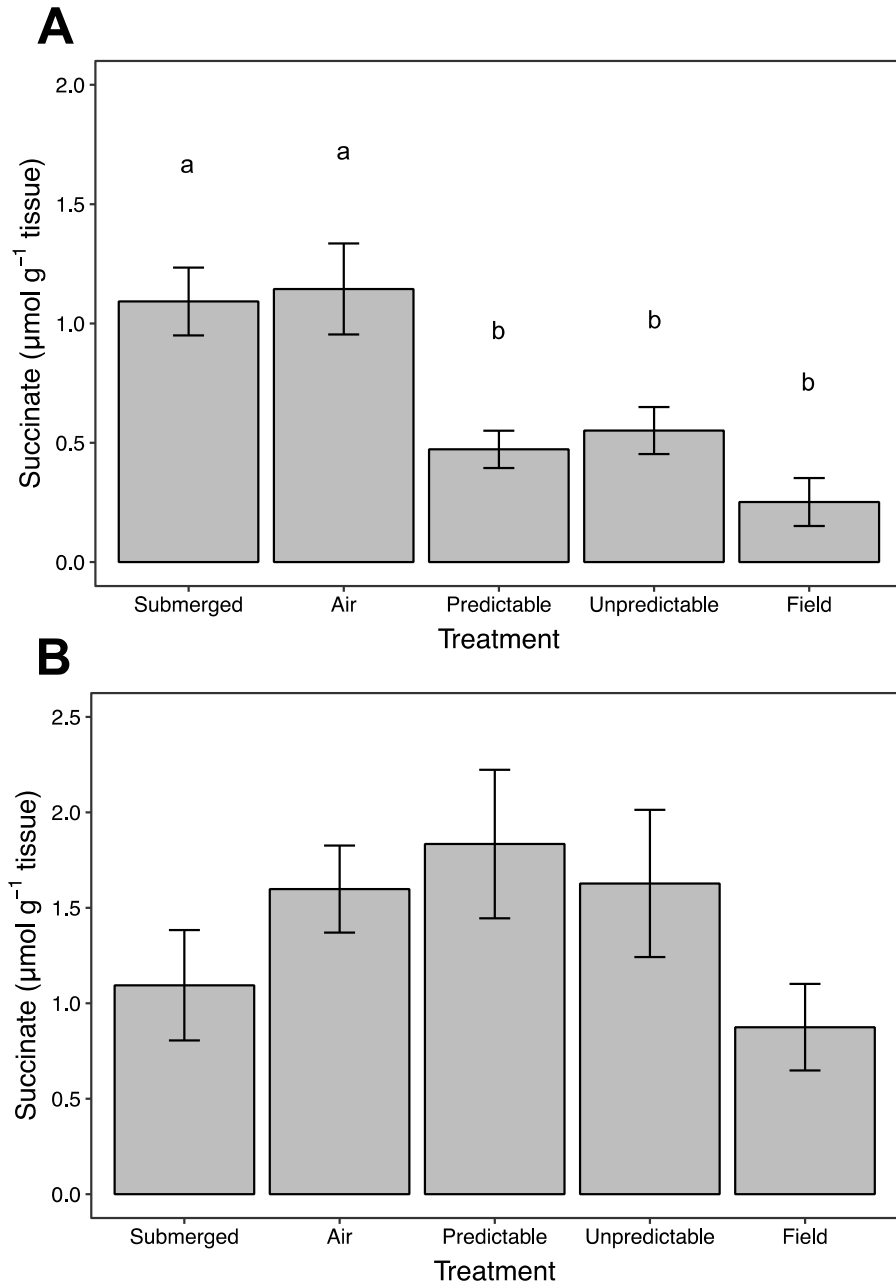 A
Succinate (µmol g⁻¹ tissue)
2.0
1.5
1.0
0.5
0.0
a
a
b
b
b
Submerged Air Predictable Unpredictable Field
Treatment
B
Succinate (µmol g⁻¹ tissue)
2.5
2.0
1.5
1.0
0.5
0.0
Submerged Air Predictable Unpredictable Field
Treatment